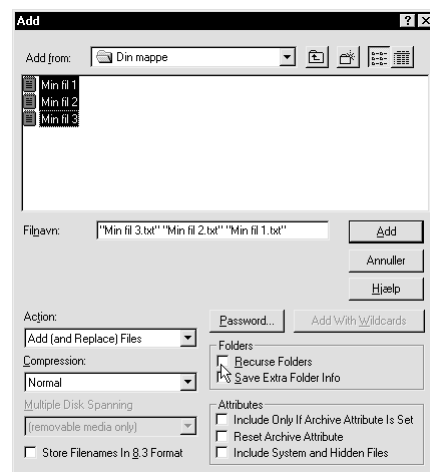 Add
Add from: Din mappe
Min fil 1
Min fil 2
Min fil 3
Filnavn: "Min fil 3.txt" "Min fil 2.txt" "Min fil 1.txt" Add
Annuller
Hjælp
Action: Password... Add With Wildcards
Add (and Replace) Files
Folders
Recurse Folders
Compression:
Normal
Save Extra Folder Info
Multiple Disk Spanning
(removable media only)
Attributes
Include Only If Archive Attribute Is Set
Reset Archive Attribute
Store Filenames In 8.3 Format
Include System and Hidden Files